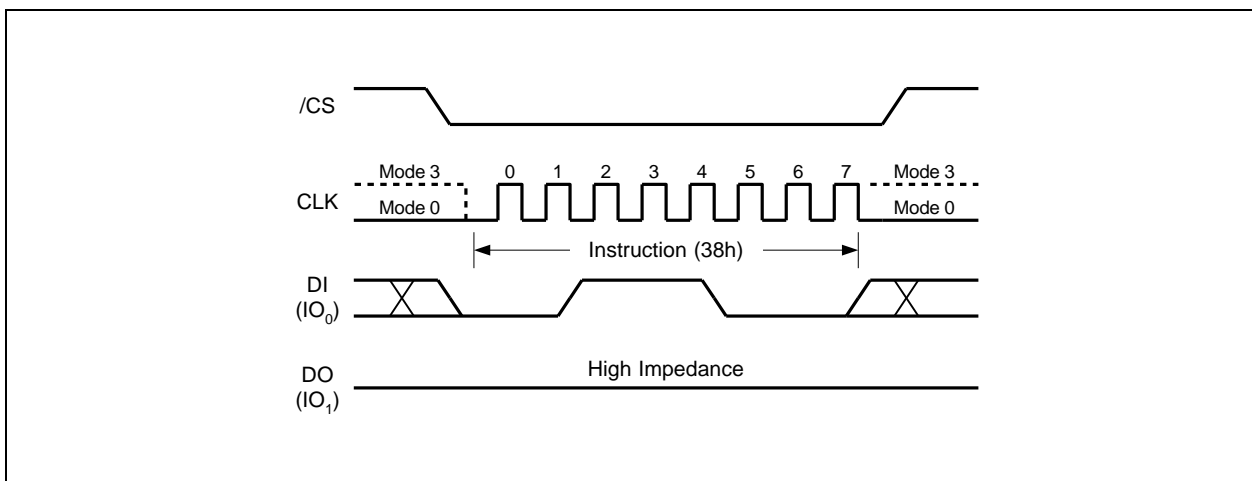 /CS
Mode 3 0 1 2 3 4 5 6 7 Mode 3
CLK
Mode 0 Mode 0
Instruction (38h)
DI
(IO₀)
High Impedance
DO
(IO₁)